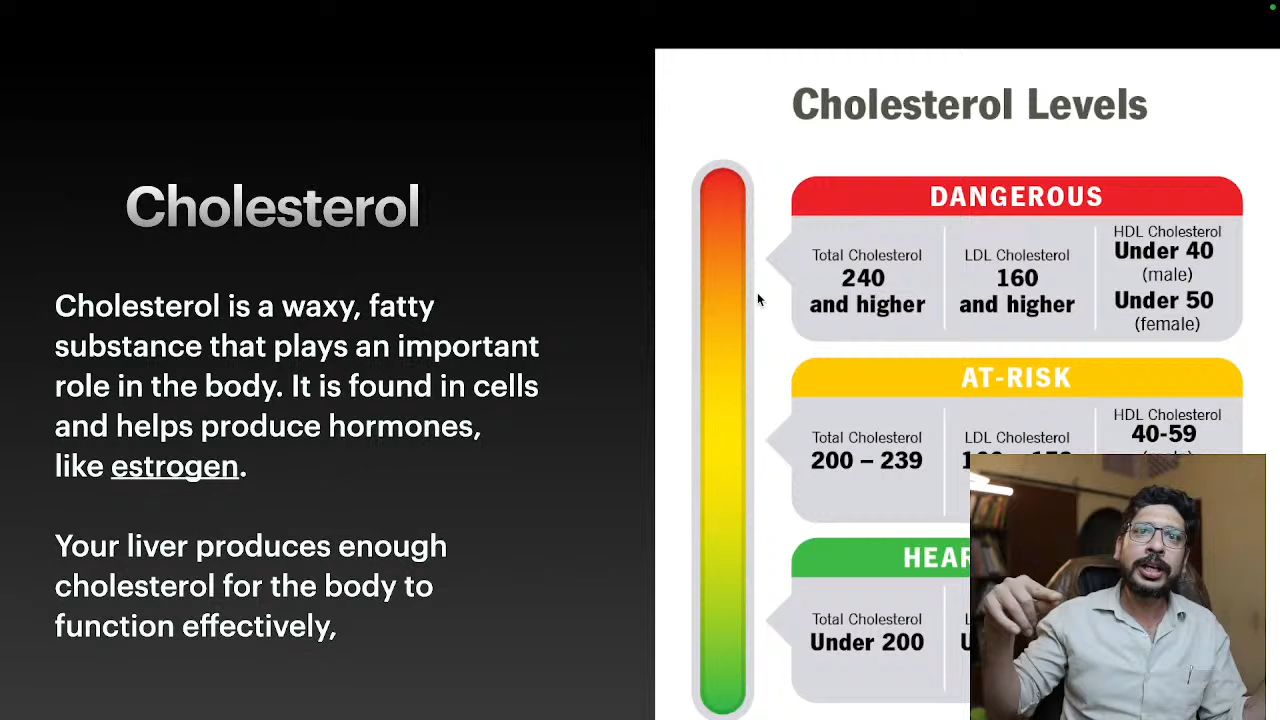 Cholesterol
Cholesterol is a waxy, fatty
substance that plays an important
role in the body. It is found in cells
and helps produce hormones,
like estrogen.
Your liver produces enough
cholesterol for the body to
function effectively,
Cholesterol Levels
DANGEROUS
Total Cholesterol
240
and higher
LDL Cholesterol
160
and higher
HDL Cholesterol
Under 40
(male)
Under 50
(female)
AT-RISK
Total Cholesterol
200 – 239
LDL Cholesterol
HDL Cholesterol
40-59
HEAR
Total Cholesterol
Under 200